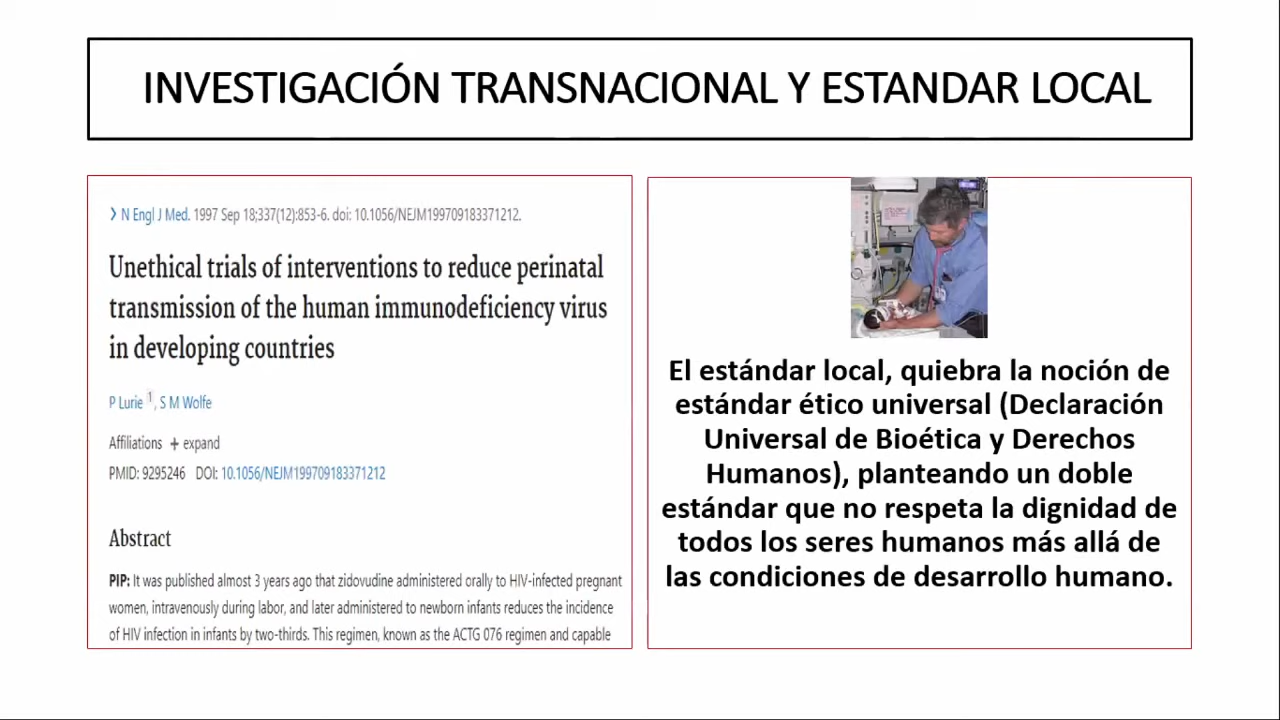 INVESTIGACIÓN TRANSNACIONAL Y ESTANDAR LOCAL
❯ N Engl J Med. 1997 Sep 18;337(12):853-6. doi: 10.1056/NEJM199709183371212.
Unethical trials of interventions to reduce perinatal
transmission of the human immunodeficiency virus
in developing countries
P Lurie 1, S M Wolfe
Affiliations + expand
PMID: 9295246 DOI: 10.1056/NEJM199709183371212
Abstract
PIP: It was published almost 3 years ago that zidovudine administered orally to HIV-infected pregnant
women, intravenously during labor, and later administered to newborn infants reduces the incidence
of HIV infection in infants by two-thirds. This regimen, known as the ACTG 076 regimen and capable
El estándar local, quiebra la noción de
estándar ético universal (Declaración
Universal de Bioética y Derechos
Humanos), planteando un doble
estándar que no respeta la dignidad de
todos los seres humanos más allá de
las condiciones de desarrollo humano.